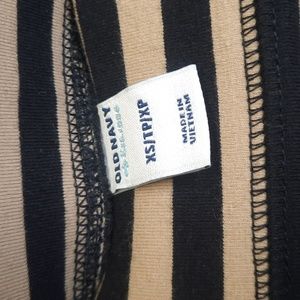 OLD NAVY
XS/TP/XP
MADE IN
VIETNAM